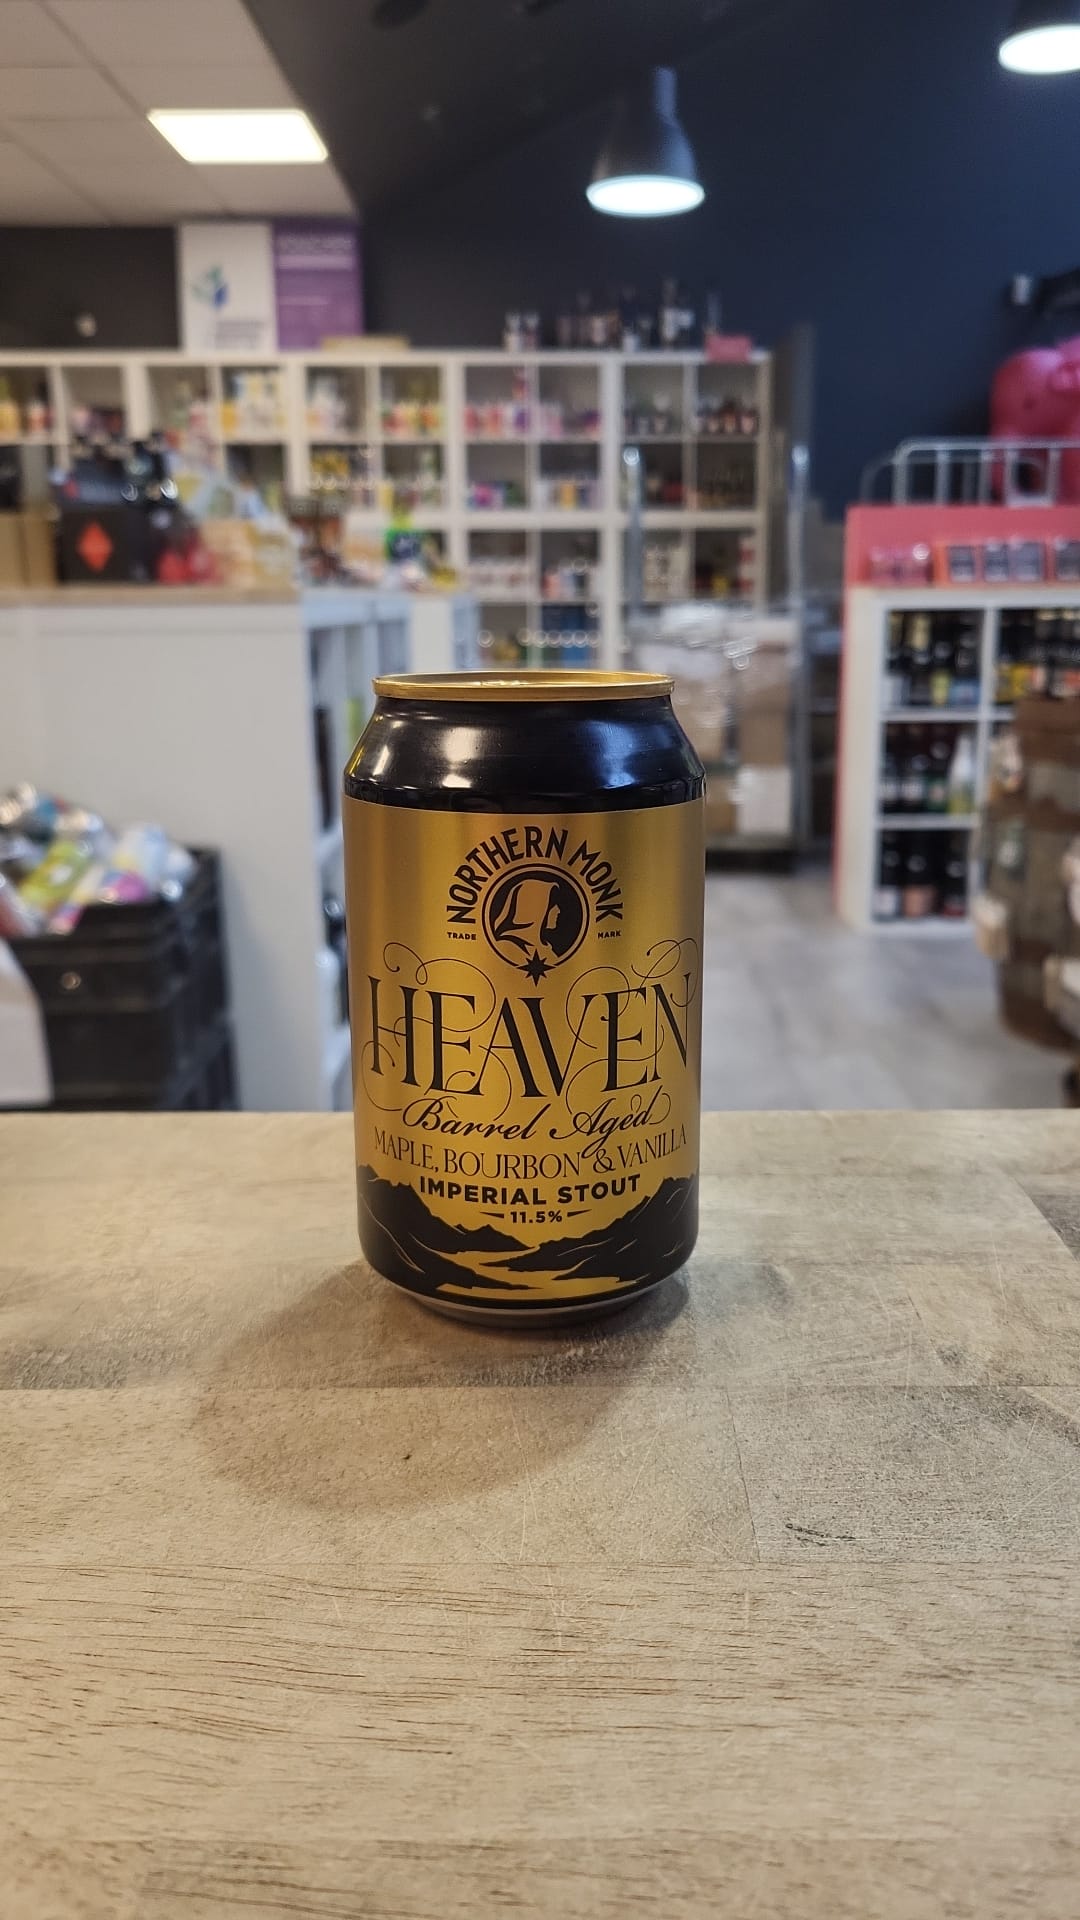 NORTHERN MONK
TRADE MARK
HEAVEN
Barrel Aged
MAPLE, BOURBON & VANILLA
IMPERIAL STOUT
11.5%